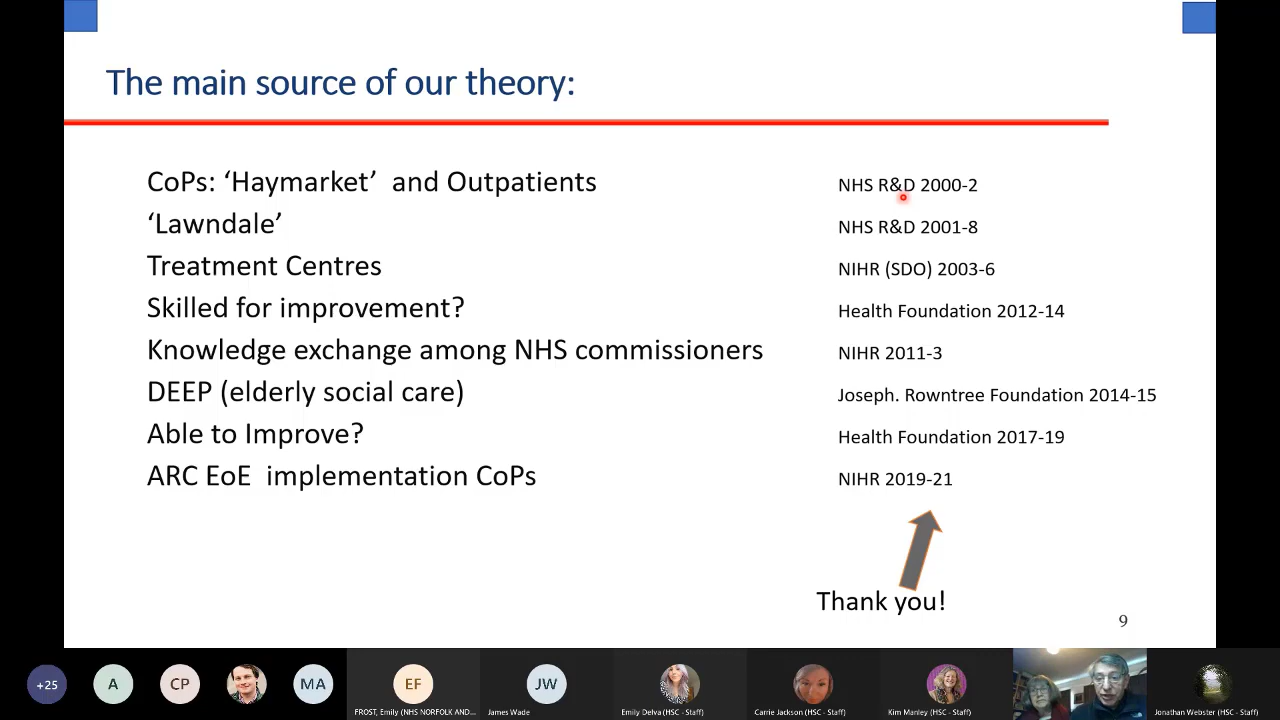 The main source of our theory:
CoPs: ‘Haymarket’ and Outpatients NHS R&D 2000-2
‘Lawndale’ NHS R&D 2001-8
Treatment Centres NIHR (SDO) 2003-6
Skilled for improvement? Health Foundation 2012-14
Knowledge exchange among NHS commissioners NIHR 2011-3
DEEP (elderly social care) Joseph. Rowntree Foundation 2014-15
Able to Improve? Health Foundation 2017-19
ARC EoE implementation CoPs NIHR 2019-21
Thank you!
9
+25 A CP MA EF JW
FROST, Emily (NHS NORFOLK AND... James Wade Emily Delva (HSC - Staff) Carrie Jackson (HSC - Staff) Kim Manley (HSC - Staff) Jonathan Webster (HSC - Staff)